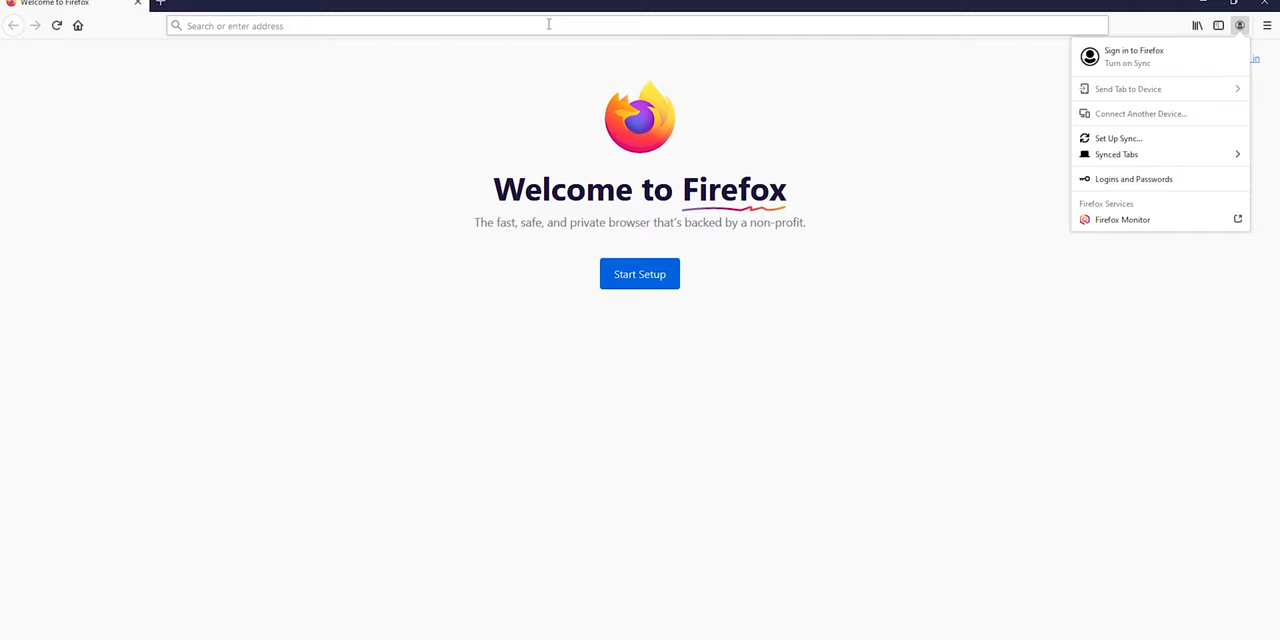 Welcome to Firefox
Search or enter address
Sign in to Firefox
Turn on Sync
in
Send Tab to Device
Connect Another Device...
Set Up Sync...
Synced Tabs
Logins and Passwords
Firefox Services
Firefox Monitor
Welcome to Firefox
The fast, safe, and private browser that's backed by a non-profit.
Start Setup